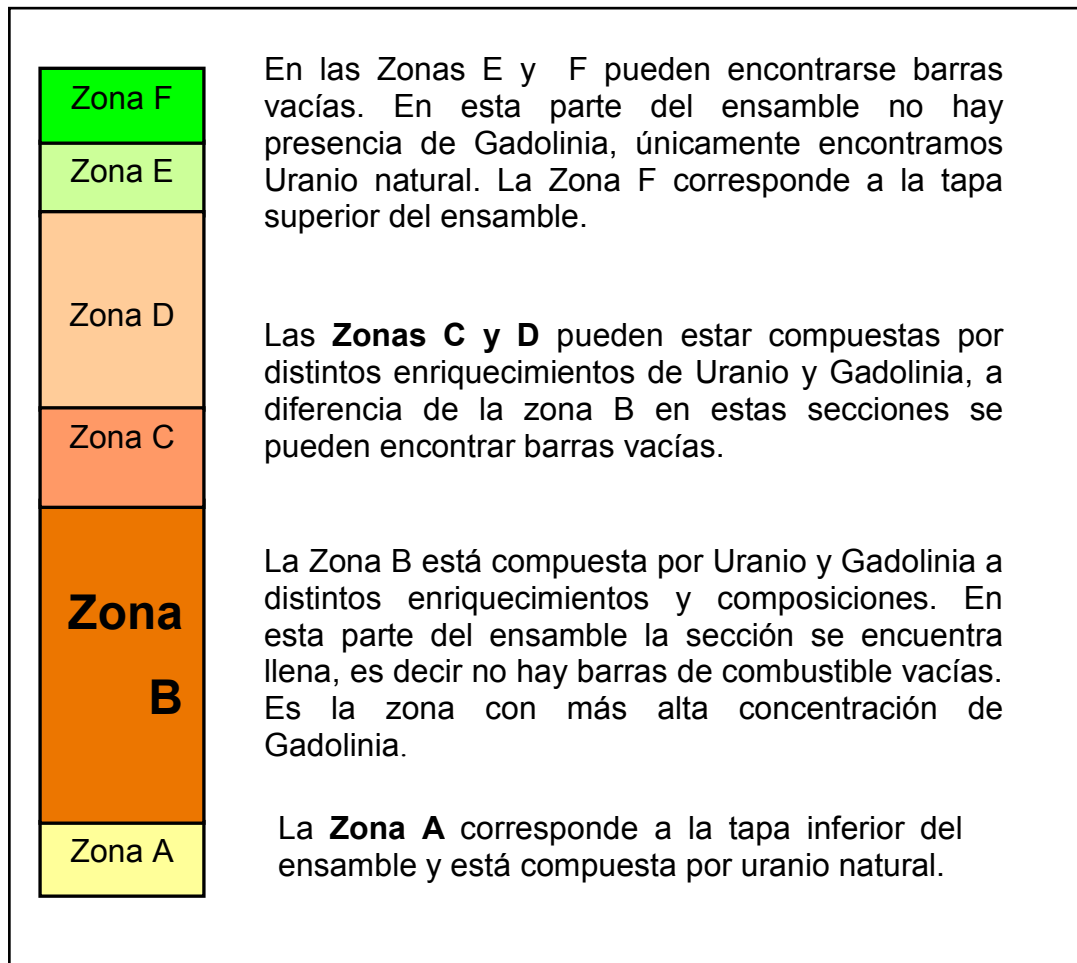 Zona F
En las Zonas E y F pueden encontrarse barras
vacías. En esta parte del ensamble no hay
presencia de Gadolinia, únicamente encontramos
Uranio natural. La Zona F corresponde a la tapa
superior del ensamble.
Zona E
Zona D
Las Zonas C y D pueden estar compuestas por
distintos enriquecimientos de Uranio y Gadolinia, a
diferencia de la zona B en estas secciones se
pueden encontrar barras vacías.
Zona C
Zona
B
La Zona B está compuesta por Uranio y Gadolinia a
distintos enriquecimientos y composiciones. En
esta parte del ensamble la sección se encuentra
llena, es decir no hay barras de combustible vacías.
Es la zona con más alta concentración de
Gadolinia.
Zona A
La Zona A corresponde a la tapa inferior del
ensamble y está compuesta por uranio natural.